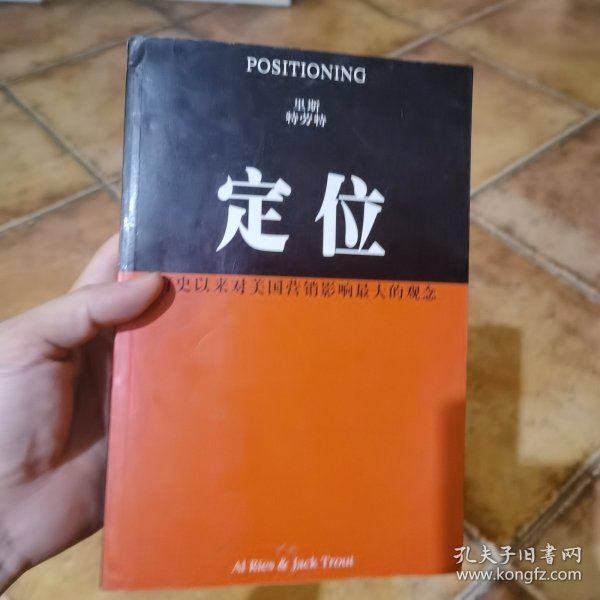 POSITIONING
里斯
特劳特
定位
史以来对美国营销影响最大的观念
Al Ries & Jack Trout
孔夫子旧书网
www.kongfz.com